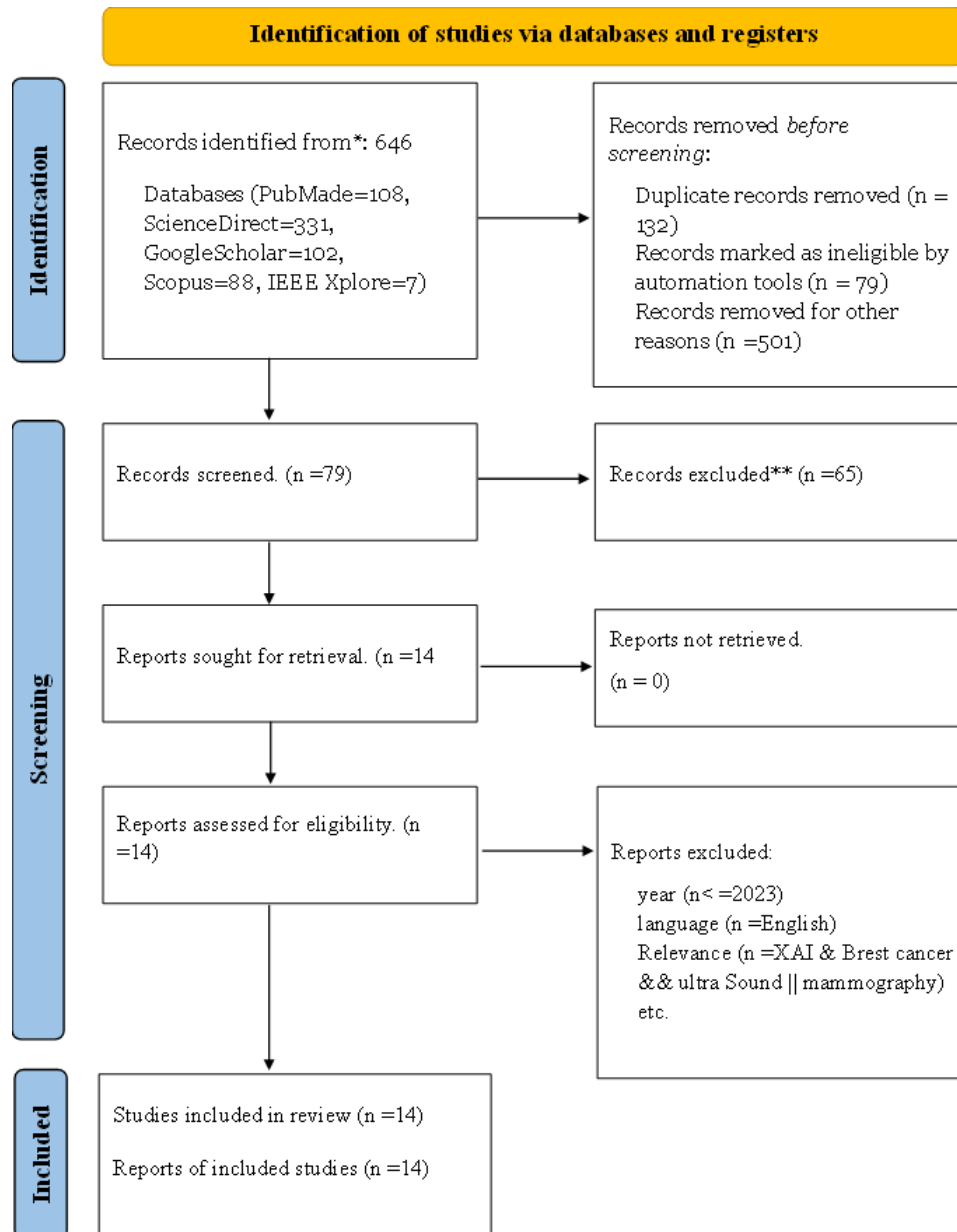 Identification of studies via databases and registers
Identification
Records identified from*: 646
Databases (PubMade=108,
ScienceDirect=331,
GoogleScholar=102,
Scopus=88, IEEE Xplore=7)
Records removed before
screening:
Duplicate records removed (n =
132)
Records marked as ineligible by
automation tools (n = 79)
Records removed for other
reasons (n =501)
Screening
Records screened. (n =79)
Records excluded** (n =65)
Reports sought for retrieval. (n =14
Reports not retrieved.
(n = 0)
Reports assessed for eligibility. (n
=14)
Reports excluded:
year (n< =2023)
language (n =English)
Relevance (n =XAI & Brest cancer
&& ultra Sound || mammography)
etc.
Included
Studies included in review (n =14)
Reports of included studies (n =14)